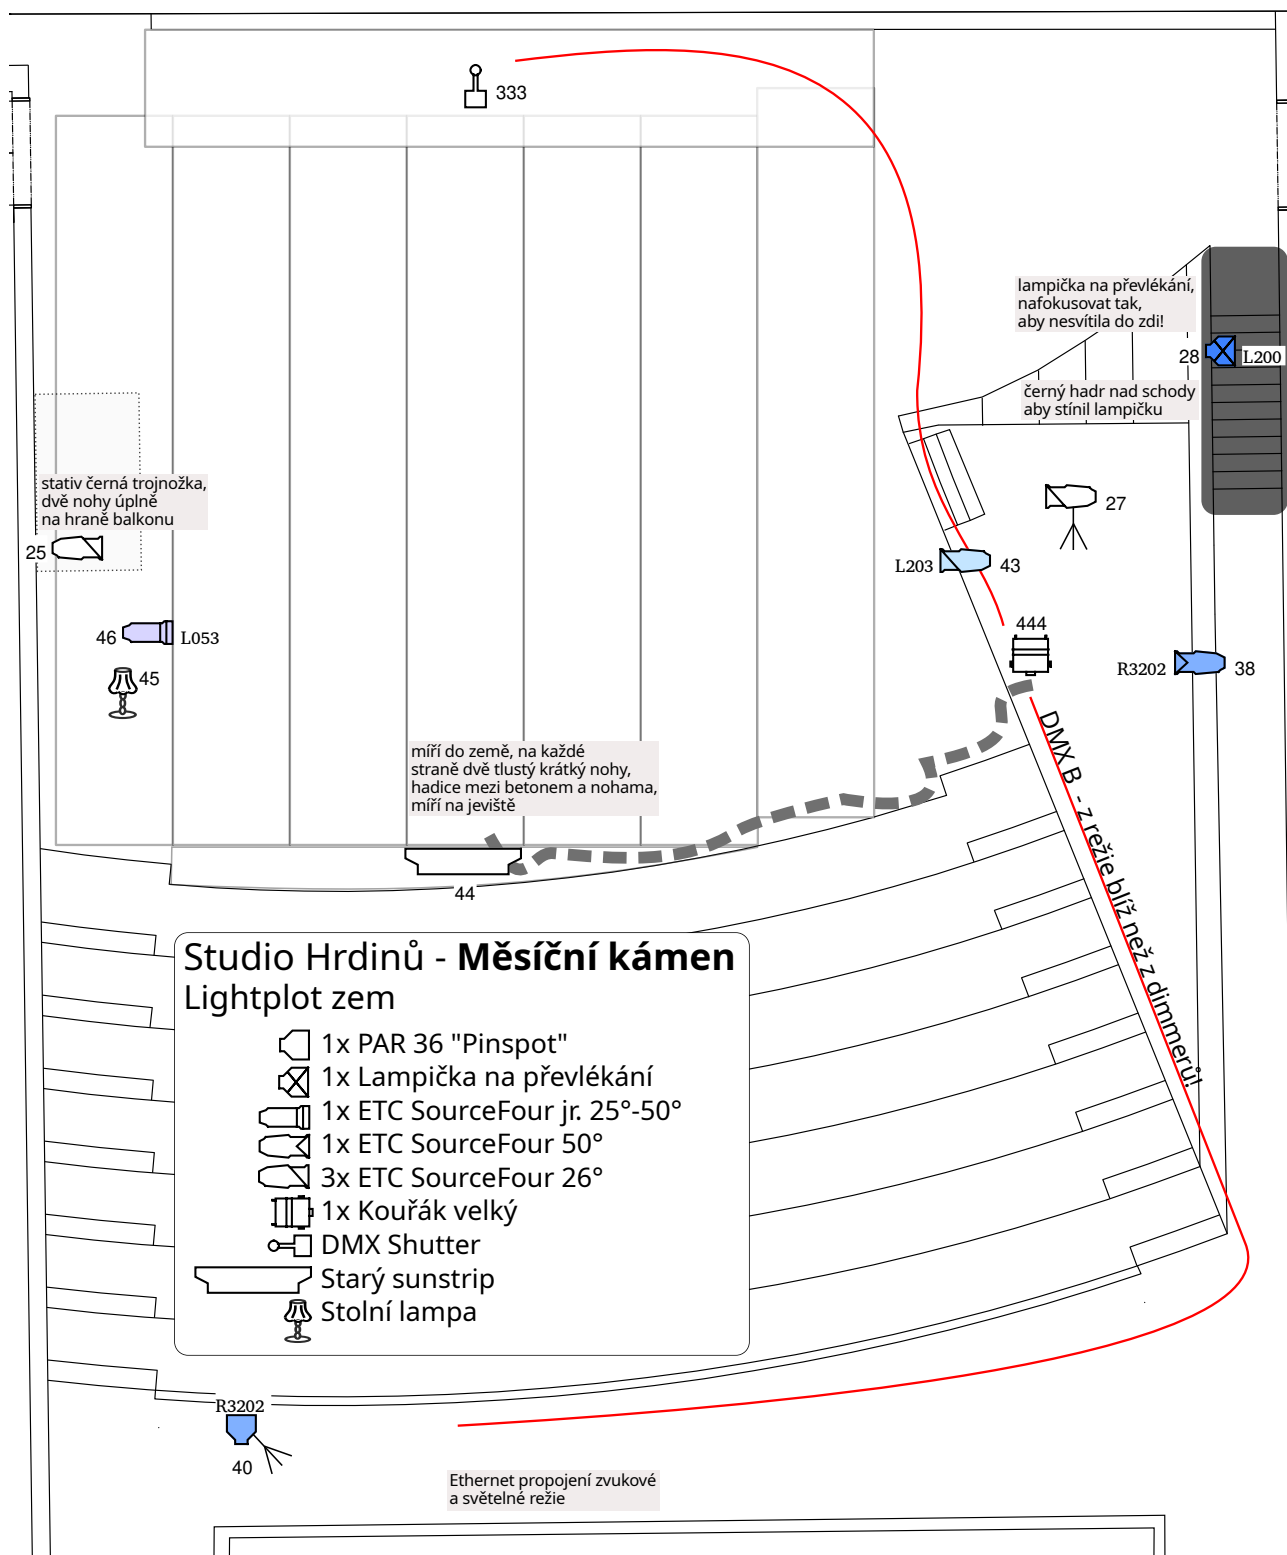 333
lampička na převlékání,
nafokusovat tak,
aby nesvítila do zdi!
28
L200
černý hadr nad schody
aby stínil lampičku
stativ černá trojnožka,
dvě nohy úplně
na hraně balkonu
27
25
L203
43
46
L053
444
45
R3202
38
DMX B - z režie blíž než z dimmerů!
míří do země, na každé
straně dvě tlustý krátký nohy,
hadice mezi betonem a nohama,
míří na jeviště
44
Studio Hrdinů - Měsíční kámen
Lightplot zem
1x PAR 36 "Pinspot"
1x Lampička na převlékání
1x ETC SourceFour jr. 25°-50°
1x ETC SourceFour 50°
3x ETC SourceFour 26°
1x Kouřák velký
DMX Shutter
Starý sunstrip
Stolní lampa
R3202
40
Ethernet propojení zvukové
a světelné režie